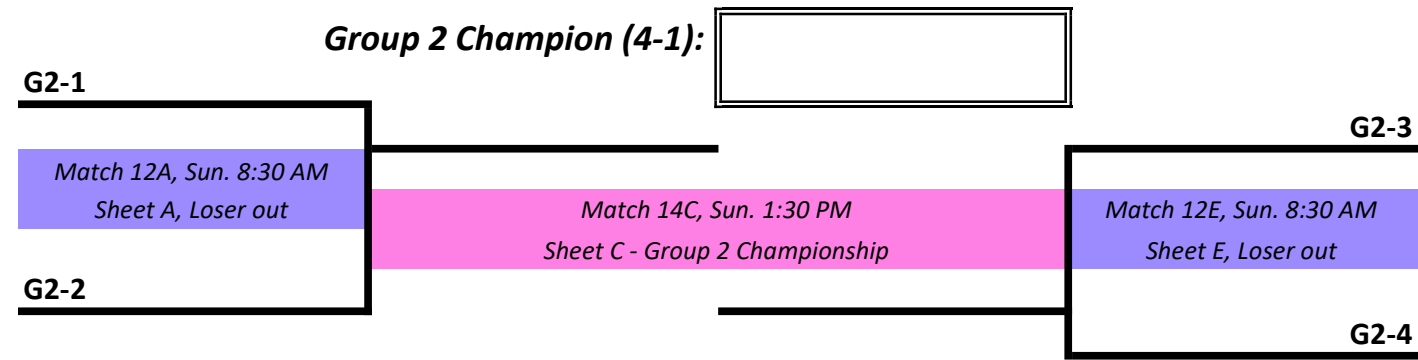 Group 2 Champion (4-1):
G2-1
G2-3
Match 12A, Sun. 8:30 AM
Sheet A, Loser out
Match 14C, Sun. 1:30 PM
Sheet C - Group 2 Championship
Match 12E, Sun. 8:30 AM
Sheet E, Loser out
G2-2
G2-4